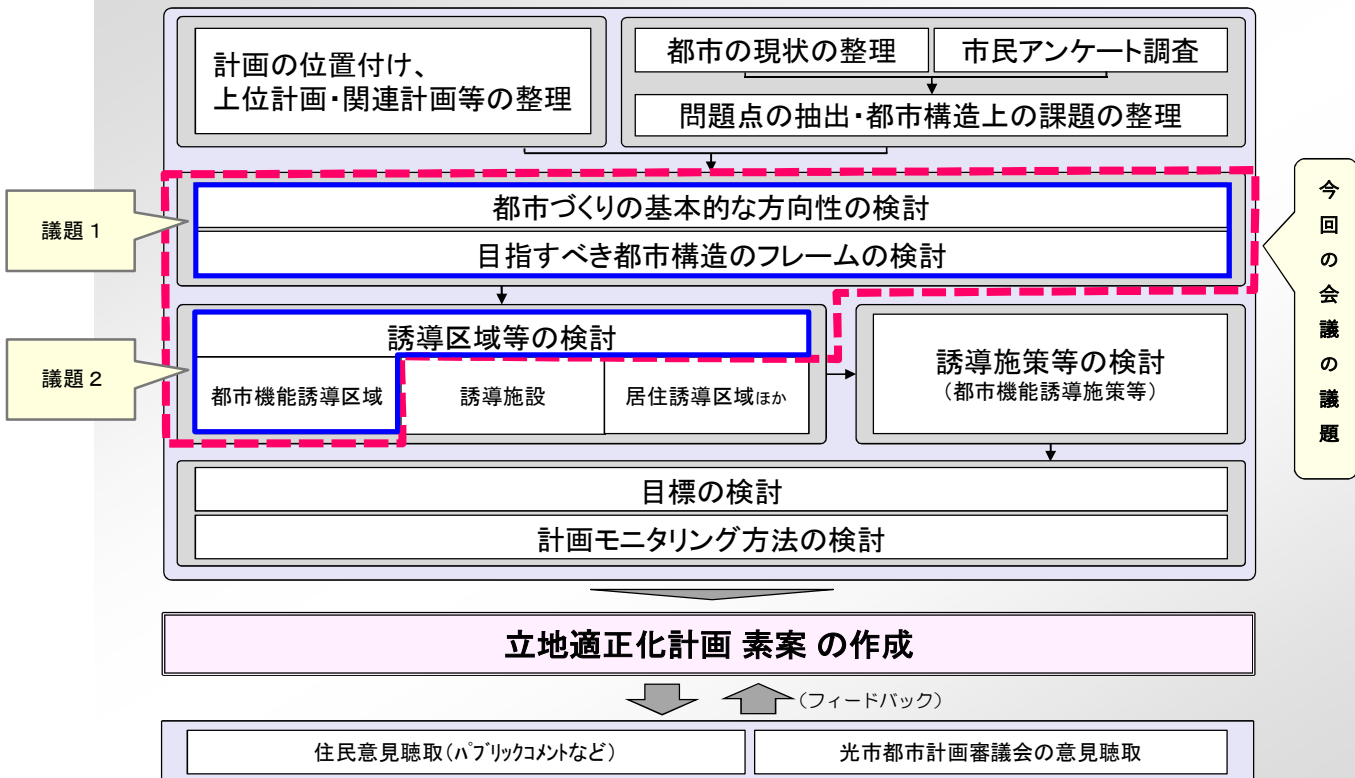 計画の位置付け、
上位計画・関連計画等の整理
都市の現状の整理
市民アンケート調査
問題点の抽出・都市構造上の課題の整理
議題1
都市づくりの基本的な方向性の検討
目指すべき都市構造のフレームの検討
今回の会議の議題
議題2
誘導区域等の検討
都市機能誘導区域
誘導施設
居住誘導区域ほか
誘導施策等の検討
(都市機能誘導施策等)
目標の検討
計画モニタリング方法の検討
立地適正化計画 素案 の作成
(フィードバック)
住民意見聴取(パブリックコメントなど)
光市都市計画審議会の意見聴取